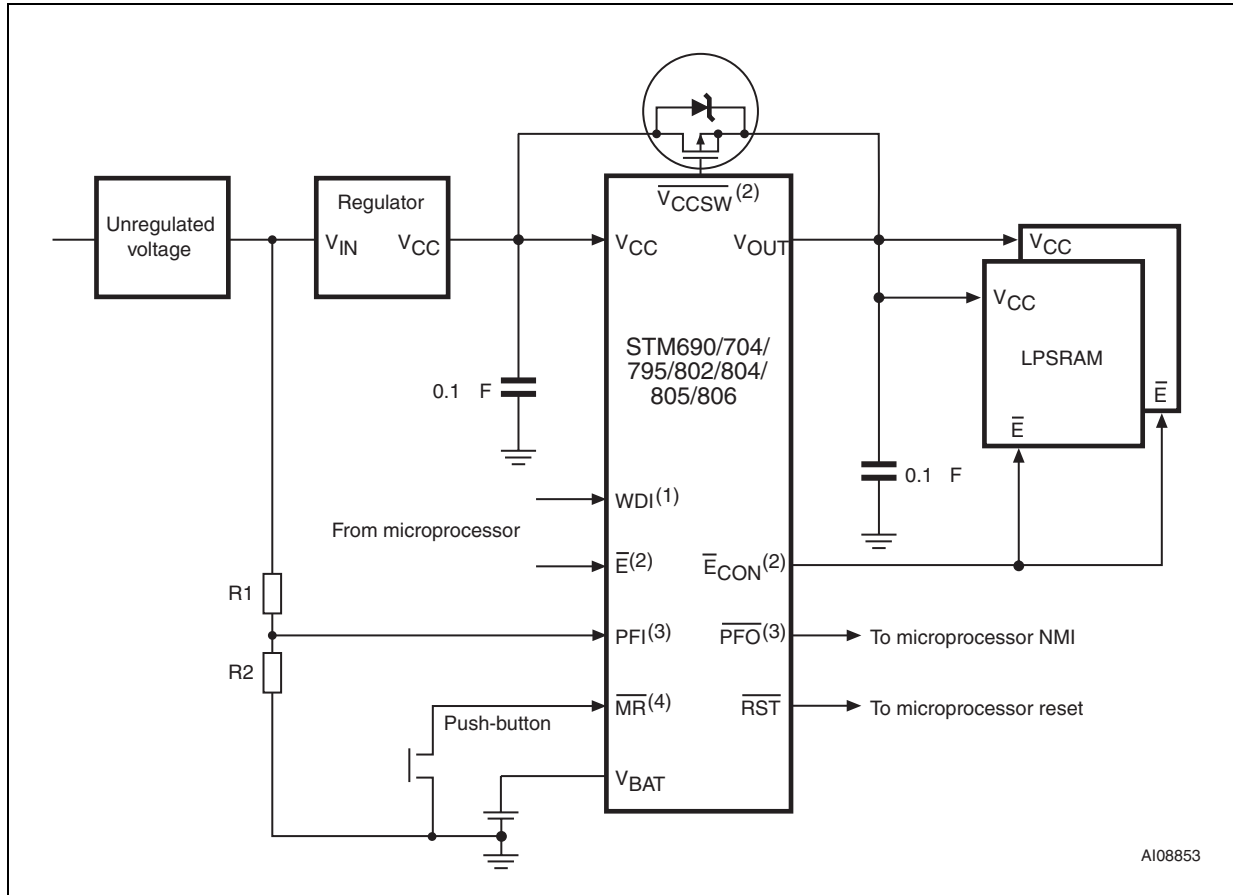 V̅C̅C̅S̅W̅(2)
Unregulated
voltage
Regulator
VIN VCC
VCC
VOUT
VCC
VCC
LPSRAM
E̅
E̅
STM690/704/
795/802/804/
805/806
0.1 F
0.1 F
WDI(1)
From microprocessor
E̅(2)
E̅CON(2)
R1
PFI(3)
P̅F̅O̅(3)
To microprocessor NMI
R2
M̅R̅(4)
R̅S̅T̅
To microprocessor reset
Push-button
VBAT
AI08853